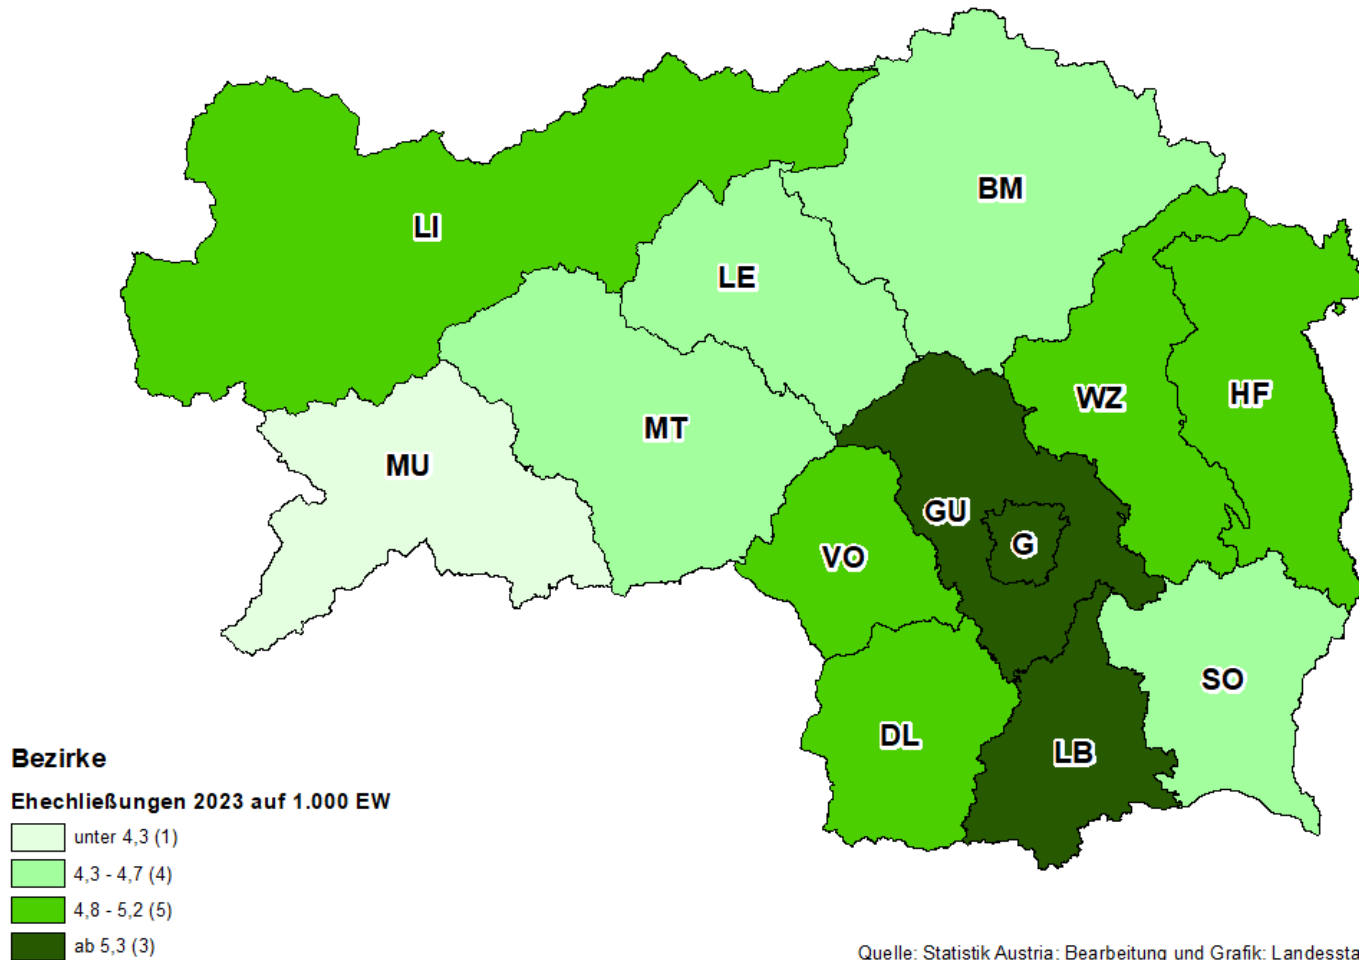 BM
LI
LE
WZ
HF
MT
MU
GU
G
VO
SO
DL
LB
Bezirke
Ehechließungen 2023 auf 1.000 EW
unter 4,3 (1)
4,3 - 4,7 (4)
4,8 - 5,2 (5)
ab 5,3 (3)
Quelle: Statistik Austria: Bearbeitung und Grafik: Landessta